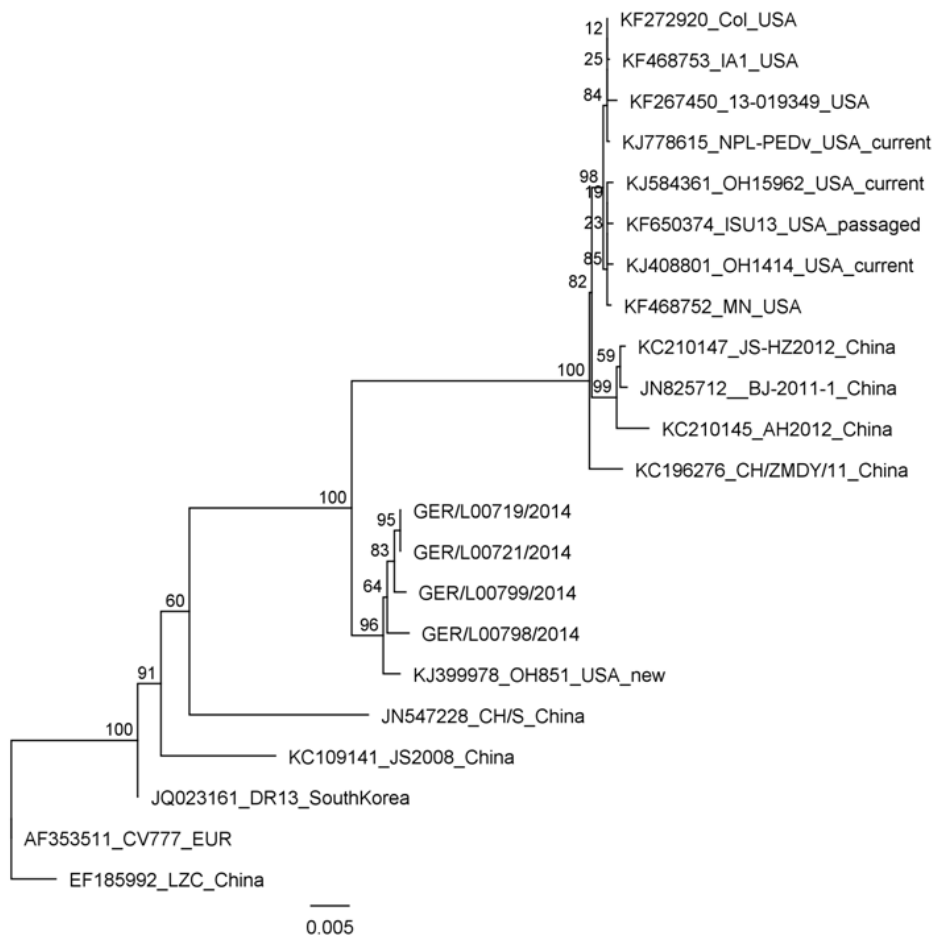 12
KF272920_Col_USA
25
KF468753_IA1_USA
84
KF267450_13-019349_USA
KJ778615_NPL-PEDv_USA_current
98
KJ584361_OH15962_USA_current
19
23
KF650374_ISU13_USA_passaged
85
KJ408801_OH1414_USA_current
82
KF468752_MN_USA
59
KC210147_JS-HZ2012_China
100
99
JN825712__BJ-2011-1_China
KC210145_AH2012_China
KC196276_CH/ZMDY/11_China
100
95
GER/L00719/2014
83
GER/L00721/2014
64
GER/L00799/2014
60
96
GER/L00798/2014
91
KJ399978_OH851_USA_new
100
JN547228_CH/S_China
KC109141_JS2008_China
JQ023161_DR13_SouthKorea
AF353511_CV777_EUR
EF185992_LZC_China
0.005